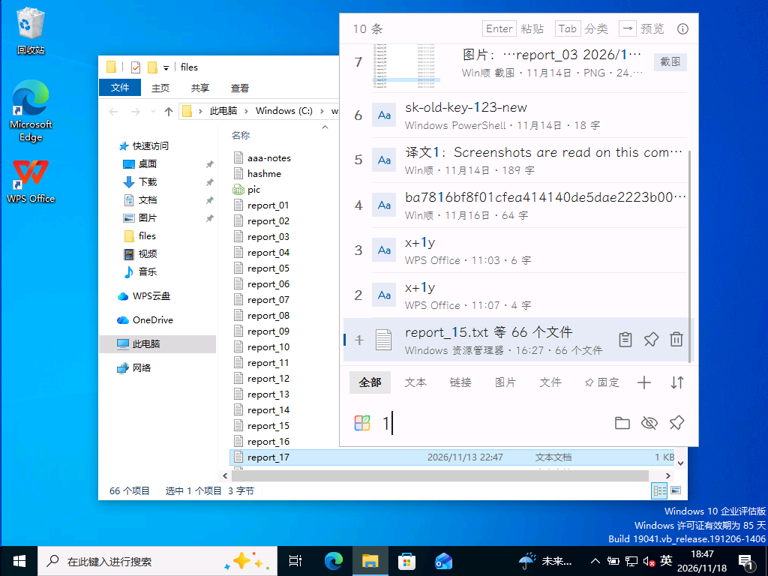 回收站
Microsoft
Edge
WPS Office
files
文件
主页
共享
查看
此电脑
Windows (C:)
名称
快速访问
桌面
下载
文档
图片
files
视频
音乐
WPS云盘
OneDrive
此电脑
网络
aaa-notes
hashme
pic
report_01
report_02
report_03
report_04
report_05
report_06
report_07
report_08
report_09
report_10
report_11
report_12
report_13
report_14
report_15
report_16
report_17 2026/11/13 22:47 文本文档 1 KB
66 个项目 选中 1 个项目 3 字节
10 条 Enter 粘贴 Tab 分类 → 预览
7 图片：…report_03 2026/1… 截图
Win顺 截图・11月14日・PNG・24.…
6 Aa sk-old-key-123-new
Windows PowerShell・11月14日・18 字
5 Aa 译文1：Screenshots are read on this com…
Win顺・11月14日・189 字
4 Aa ba7816bf8f01cfea414140de5dae2223b00…
Win顺・11月16日・64 字
3 Aa x+1y
WPS Office・11:03・6 字
2 Aa x+1y
WPS Office・11:07・4 字
1 report_15.txt 等 66 个文件
Windows 资源管理器・16:27・66 个文件
全部 文本 链接 图片 文件 固定
1
Windows 10 企业评估版
Windows 许可证有效期为 85 天
Build 19041.vb_release.191206-1406
在此键入进行搜索
未来...
英
18:47
2026/11/18
1